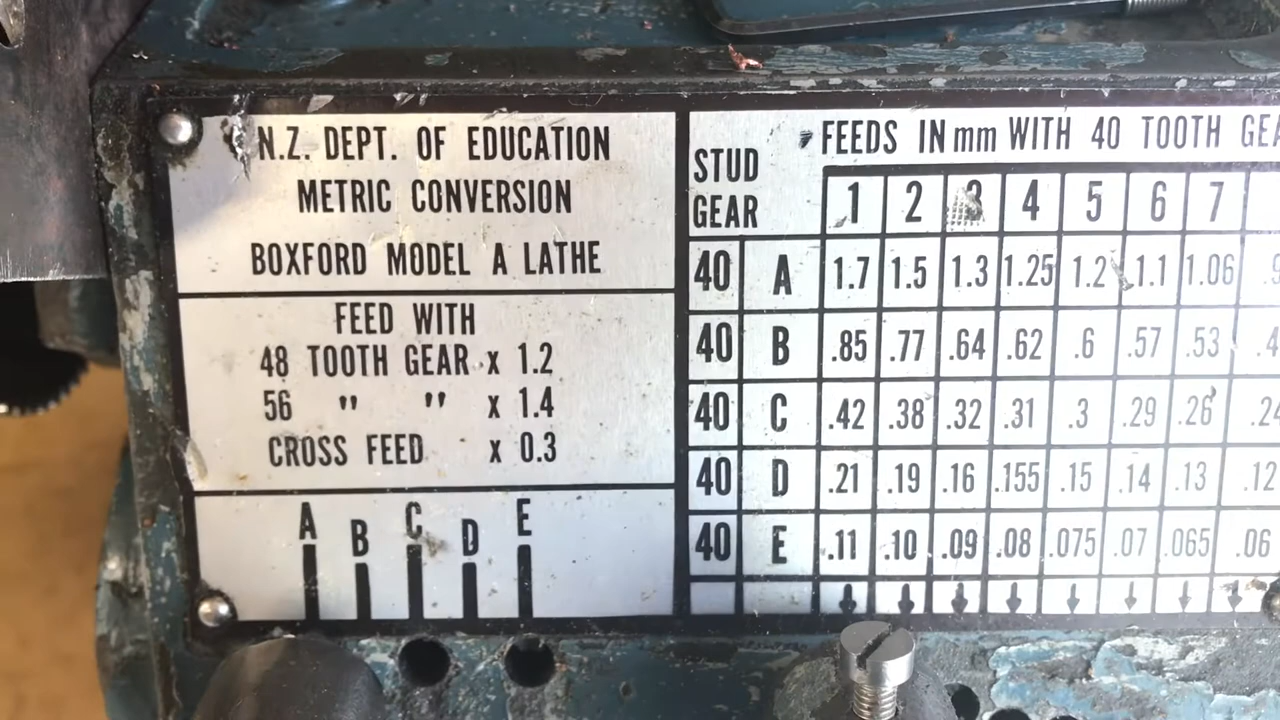 N.Z. DEPT. OF EDUCATION
METRIC CONVERSION
BOXFORD MODEL A LATHE
FEED WITH
48 TOOTH GEAR x 1.2
56 " " x 1.4
CROSS FEED x 0.3
A B C D E
STUD GEAR
FEEDS IN mm WITH 40 TOOTH
1 2 3 4 5 6 7
40 A 1.7 1.5 1.3 1.25 1.2 1.1 1.06
40 B .85 .77 .64 .62 .6 .57 .53
40 C .42 .38 .32 .31 .3 .29 .26
40 D .21 .19 .16 .155 .15 .14 .13 .12
40 E .11 .10 .09 .08 .075 .07 .065 .06